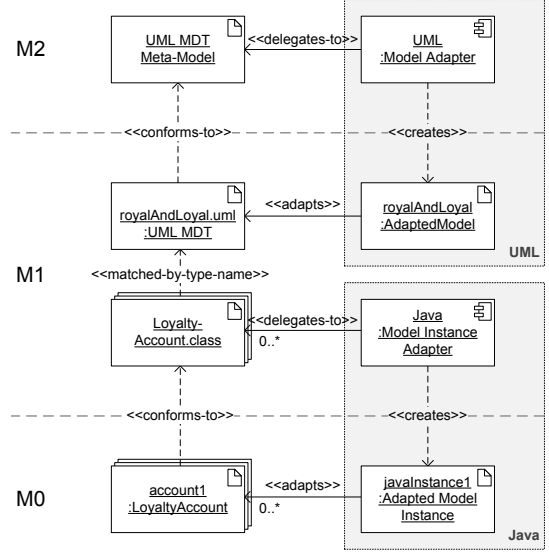 M2
UML MDT
Meta-Model
<<delegates-to>>
UML
:Model Adapter
<<conforms-to>>
<<creates>>
royalAndLoyal.uml
:UML MDT
<<adapts>>
royalAndLoyal
:AdaptedModel
UML
M1
<<matched-by-type-name>>
Loyalty-
Account.class
<<delegates-to>>
0..*
Java
:Model Instance
Adapter
<<conforms-to>>
<<creates>>
M0
account1
:LoyaltyAccount
<<adapts>>
0..*
javaInstance1
:Adapted Model
Instance
Java